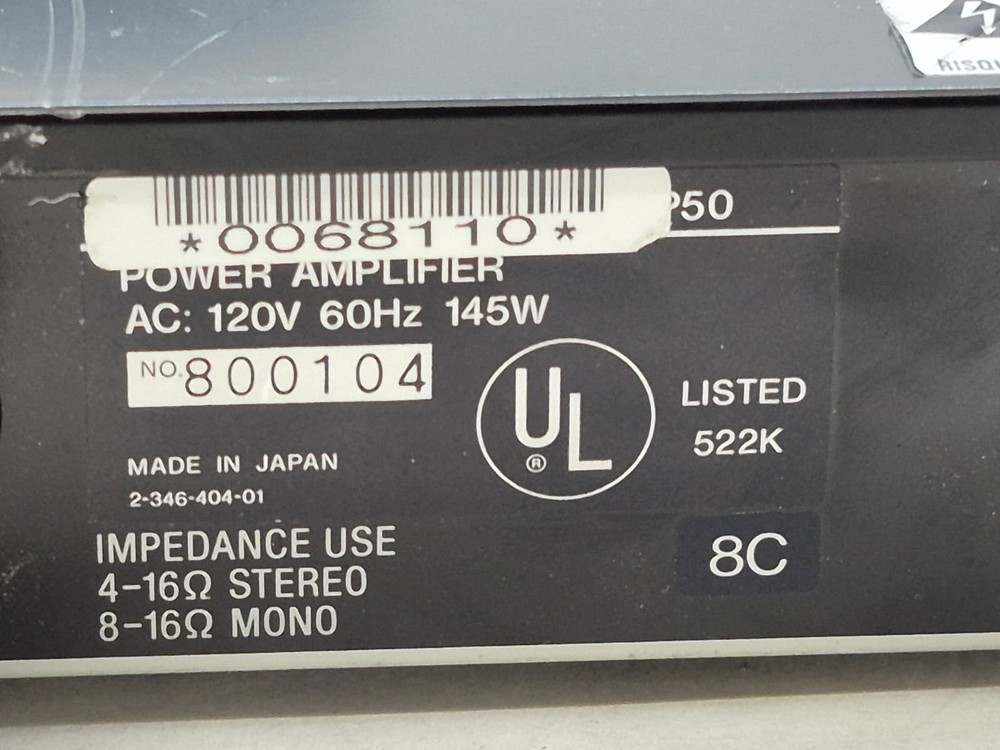 *0068110*
POWER AMPLIFIER
AC: 120V 60Hz 145W
NO. 800104
UL ®
LISTED
522K
MADE IN JAPAN
2-346-404-01
IMPEDANCE USE
4-16Ω STEREO
8-16Ω MONO
8C